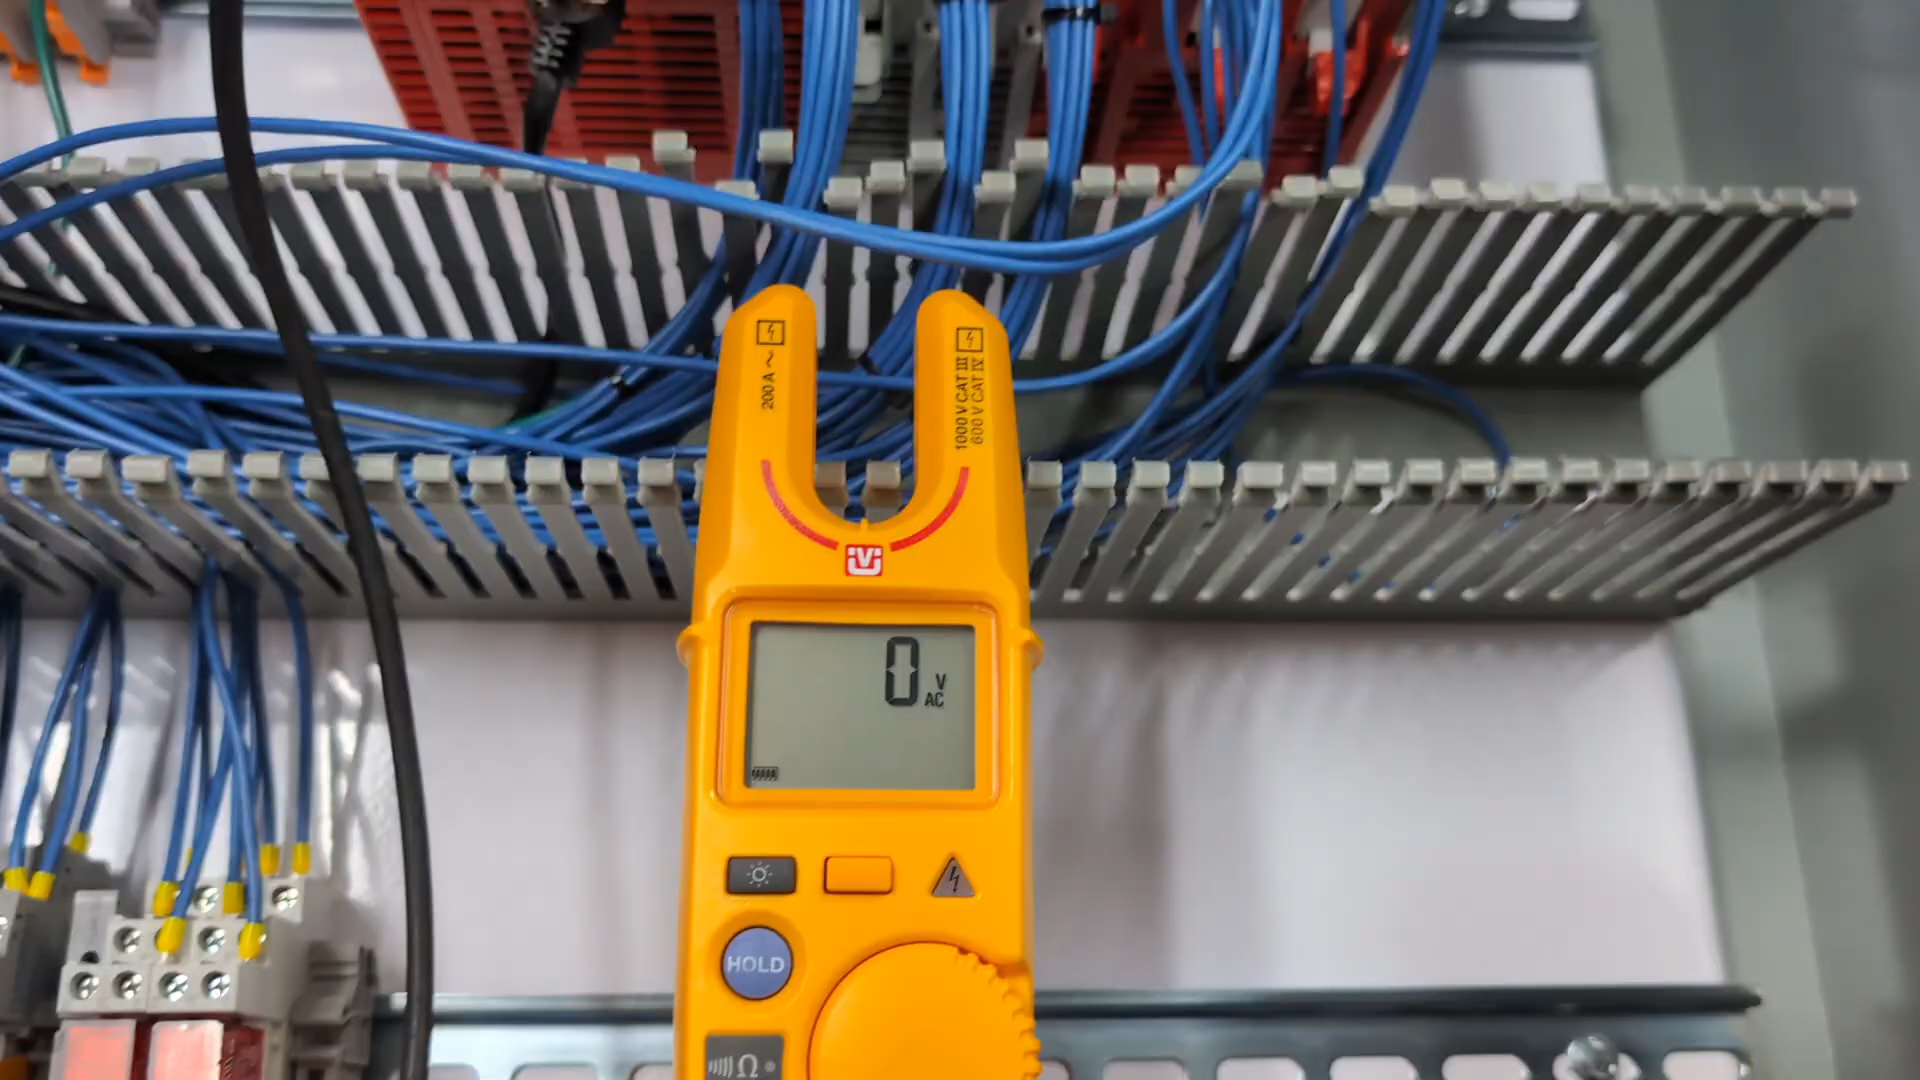 200 A ~
1000 V CAT III
600 V CAT IV
0 V
AC
HOLD
Ω